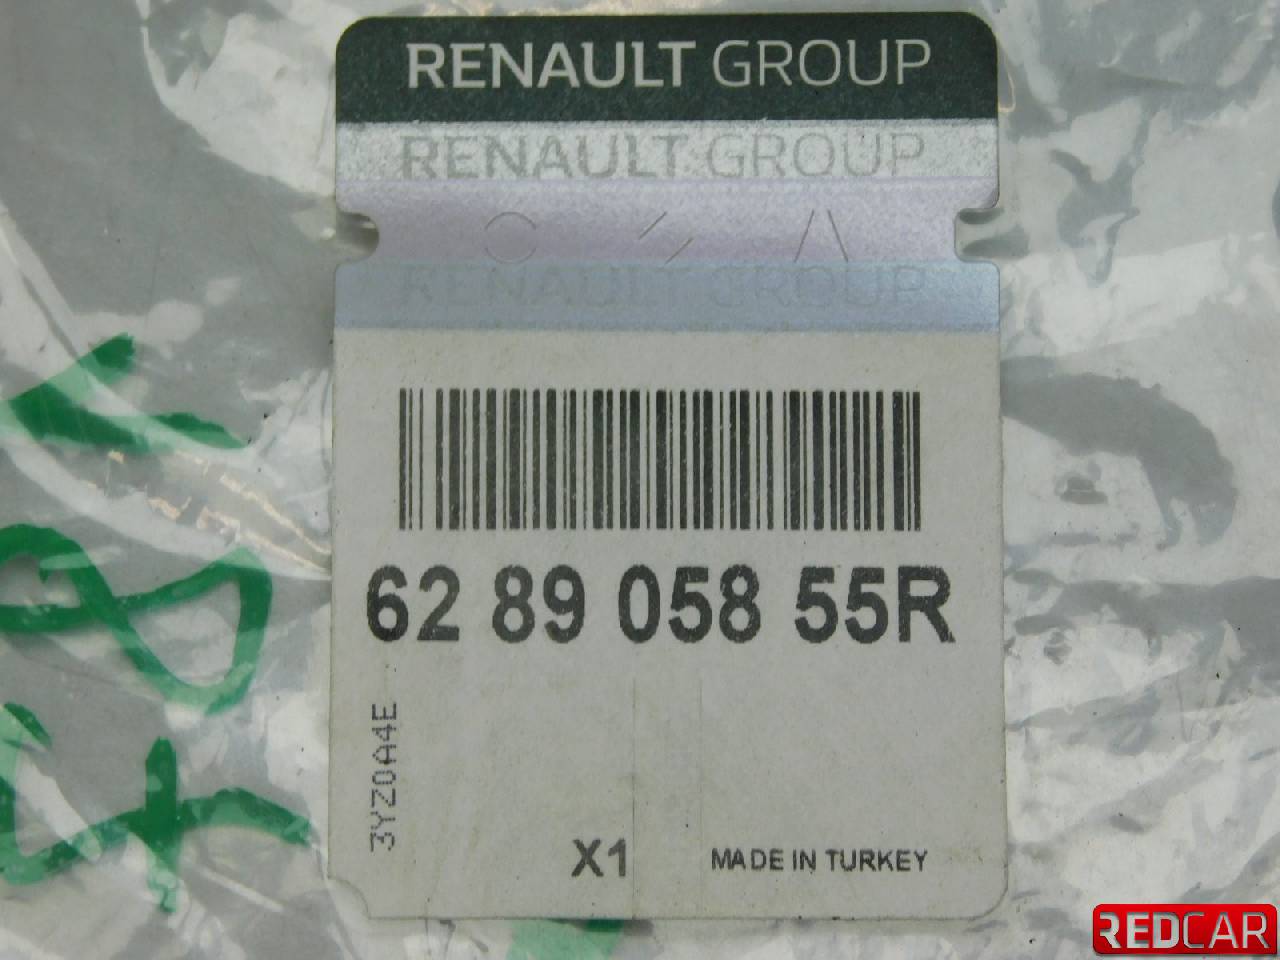 RENAULT GROUP
RENAULT GROUP
RENAULT GROUP
62 89 058 55R
3YZ0A4E
X1
MADE IN TURKEY
REDCAR